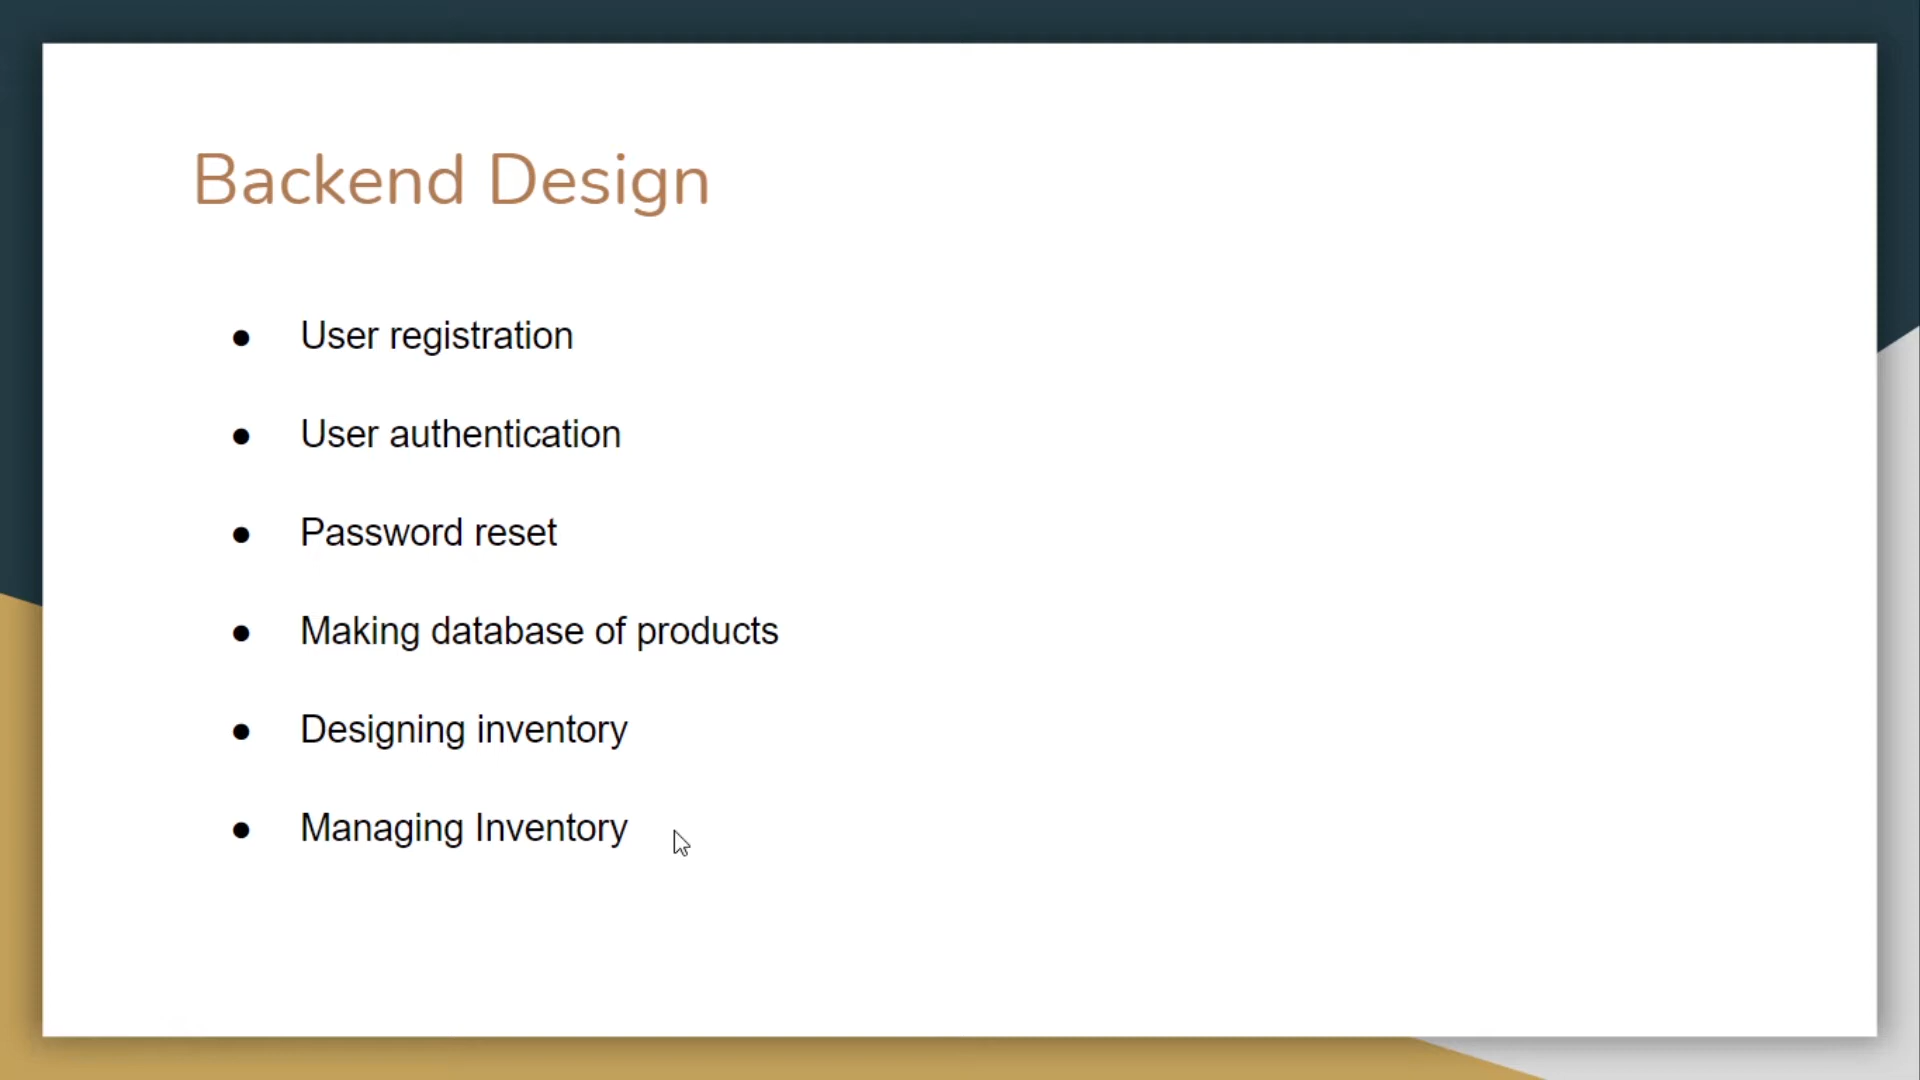 Backend Design
● User registration
● User authentication
● Password reset
● Making database of products
● Designing inventory
● Managing Inventory